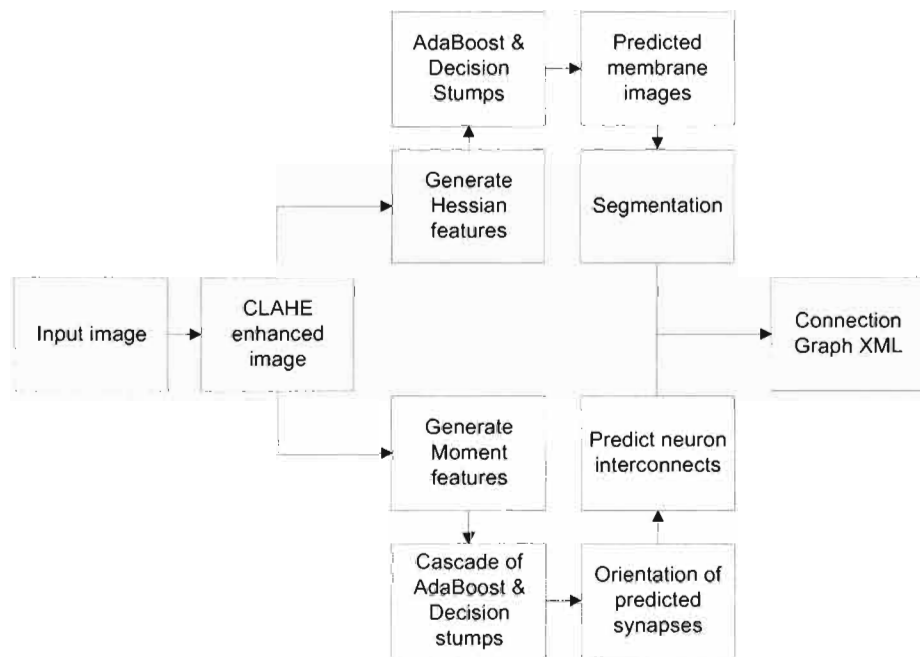 AdaBoost &
Decision
Stumps
Predicted
membrane
images
Generate
Hessian
features
Segmentation
Input image
CLAHE
enhanced
image
Connection
Graph XML
Generate
Moment
features
Predict neuron
interconnects
Cascade of
AdaBoost &
Decision
stumps
Orientation of
predicted
synapses